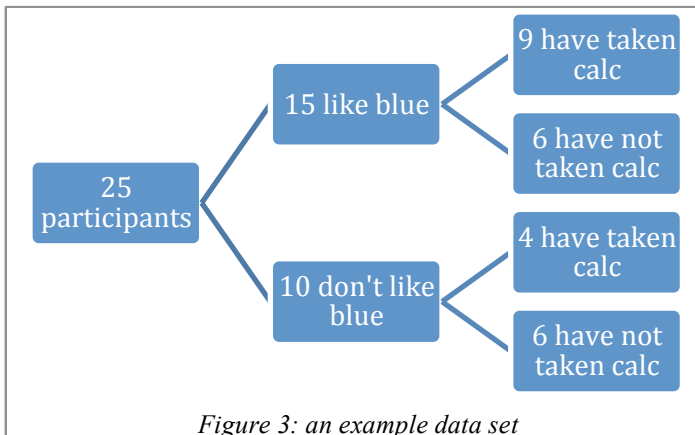 25
participants
15 like blue
10 don't like
blue
9 have taken
calc
6 have not
taken calc
4 have taken
calc
6 have not
taken calc
Figure 3: an example data set